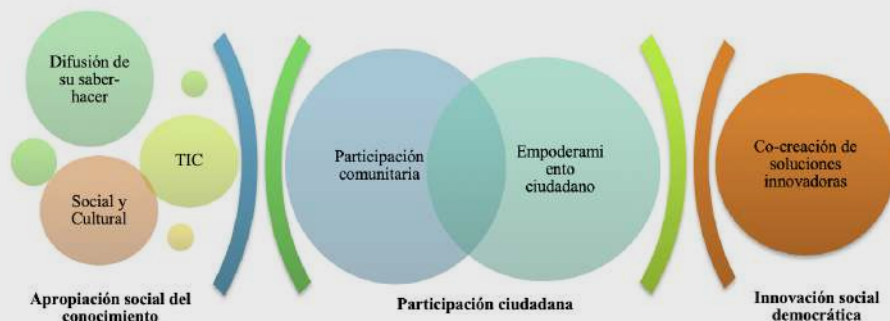 Difusión de
su saber-
hacer
TIC
Social y
Cultural
Apropiación social del
conocimiento
Participación
comunitaria
Empoderami
ento
ciudadano
Participación ciudadana
Co-creación de
soluciones
innovadoras
Innovación social
democrática